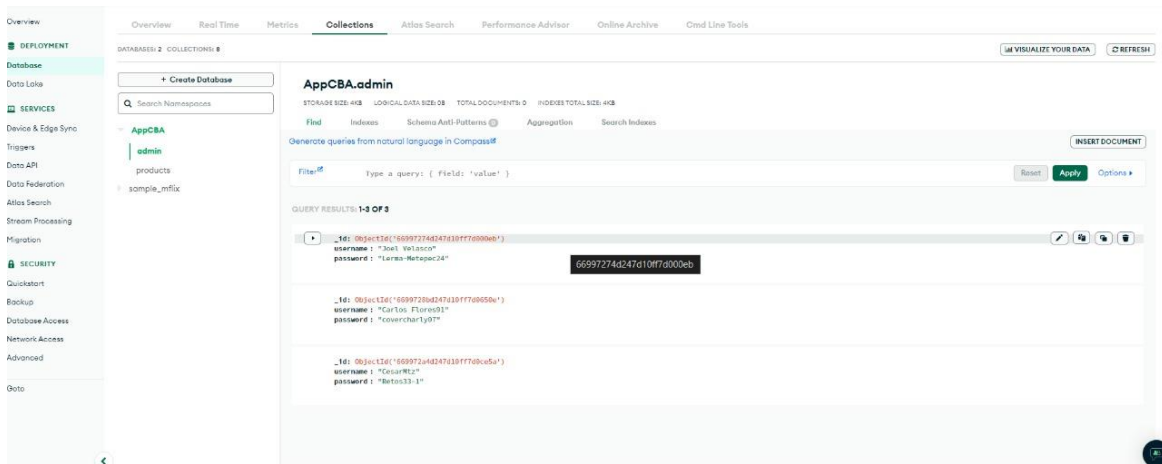 Overview
DEPLOYMENT
Database
Data Lake
SERVICES
Device & Edge Sync
Triggers
Data API
Data Federation
Atlas Search
Stream Processing
Migration
SECURITY
Quickstart
Backup
Database Access
Network Access
Advanced
Goto
Overview Real Time Metrics Collections Atlas Search Performance Advisor Online Archive Cmd Line Tools
DATABASES: 2 COLLECTIONS: 8
VISUALIZE YOUR DATA REFRESH
+ Create Database
Search Namespaces
AppCBA
admin
products
sample_mflix
AppCBA.admin
STORAGE SIZE: 4KB LOGICAL DATA SIZE: 0B TOTAL DOCUMENTS: 0 INDEXES TOTAL SIZE: 4KB
Find Indexes Schema Anti-Patterns Aggregation Search Indexes
Generate queries from natural language in Compass
INSERT DOCUMENT
Filter Type a query: { field: 'value' }
Reset Apply Options
QUERY RESULTS: 1-3 OF 3
_id: ObjectId('66997274d247d10ff7d000eb')
username : "Joel Velasco"
password : "Lerma-Metepec24"
66997274d247d10ff7d000eb
_id: ObjectId('6699728bd247d10ff7d0650e')
username : "Carlos Flores91"
password : "covercharly07"
_id: ObjectId('669972a4d247d10ff7d0ce5a')
username : "CesarMtz"
password : "Betos33-1"